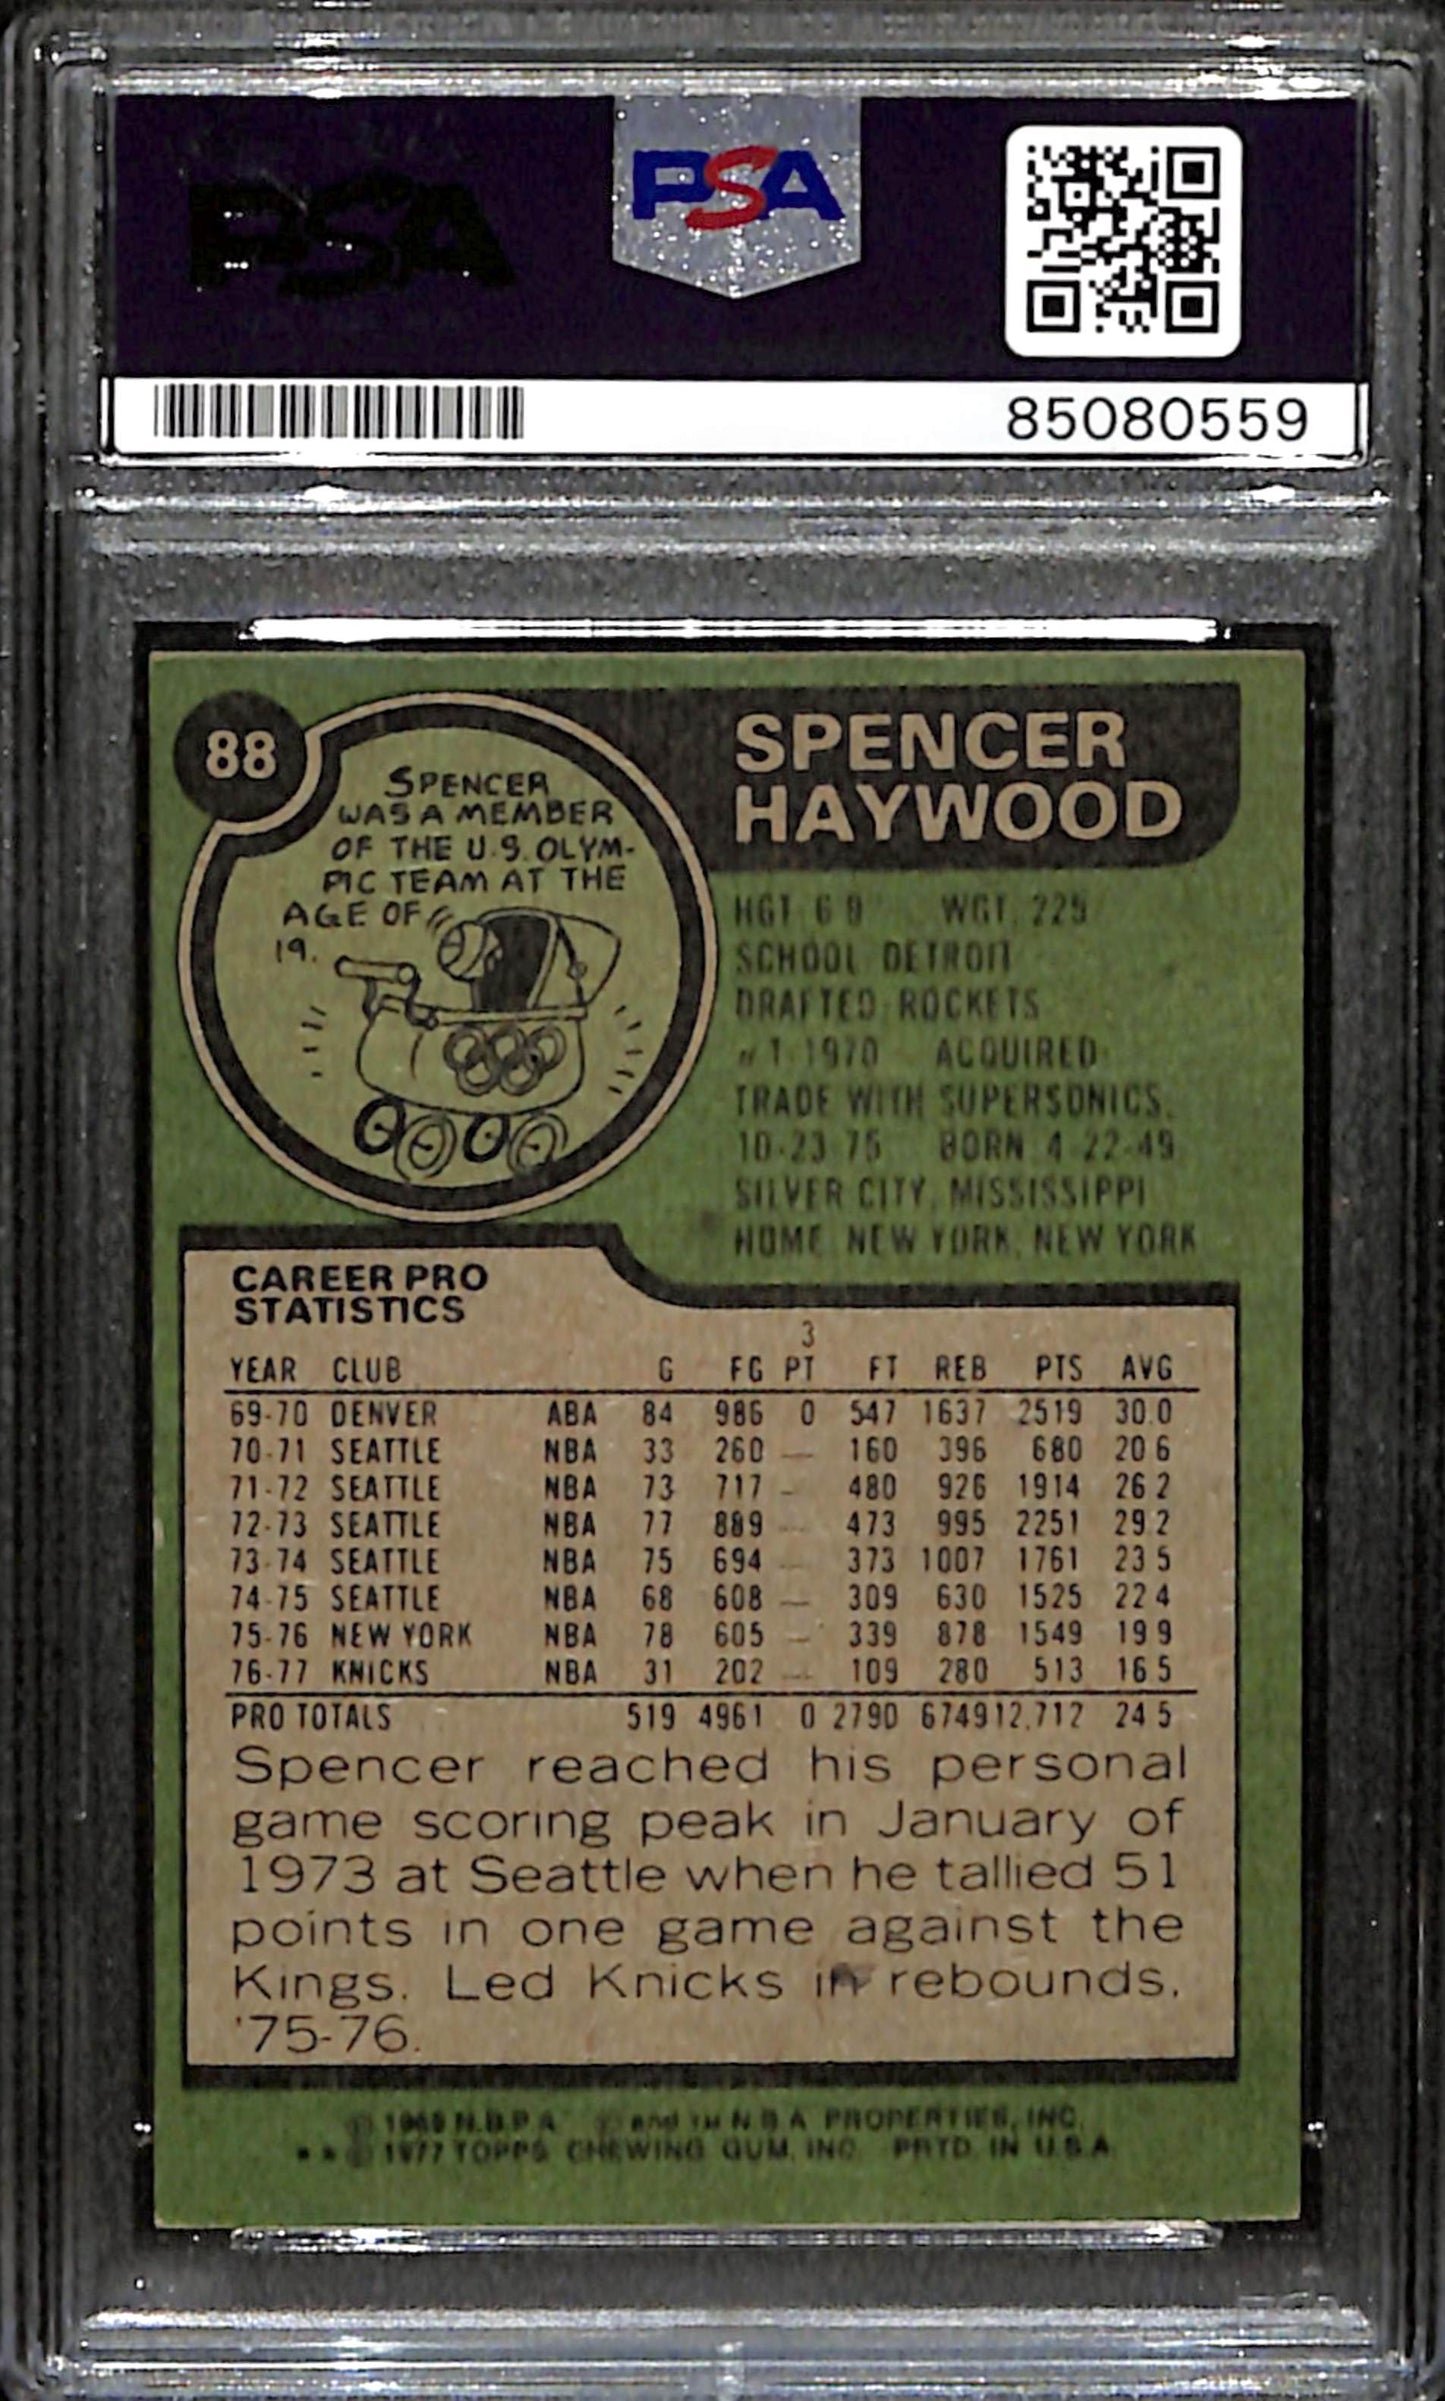 PSA
PSA
85080559
88
SPENCER
WAS A MEMBER
OF THE U.S. OLYM-
PIC TEAM AT THE
AGE OF
19.
SPENCER
HAYWOOD
HGT 6 9 WGT. 225
SCHOOL DETROIT
DRAFTED ROCKETS
#1-1970 ACQUIRED
TRADE WITH SUPERSONICS,
10-23-75 BORN 4-22-49
SILVER CITY, MISSISSIPPI
HOME NEW YORK, NEW YORK
CAREER PRO
STATISTICS
3
YEAR CLUB G FG PT FT REB PTS AVG
69-70 DENVER ABA 84 986 0 547 1637 2519 30.0
70-71 SEATTLE NBA 33 260 — 160 396 680 20.6
71-72 SEATTLE NBA 73 717 — 480 926 1914 26.2
72-73 SEATTLE NBA 77 889 — 473 995 2251 29.2
73-74 SEATTLE NBA 75 694 — 373 1007 1761 23.5
74-75 SEATTLE NBA 68 608 — 309 630 1525 22.4
75-76 NEW YORK NBA 78 605 — 339 878 1549 19.9
76-77 KNICKS NBA 31 202 — 109 280 513 16.5
PRO TOTALS 519 4961 0 2790 6749 12,712 24.5
Spencer reached his personal
game scoring peak in January of
1973 at Seattle when he tallied 51
points in one game against the
Kings. Led Knicks in rebounds,
'75-76.
© 1969 N.B.P.A. © and TM N.B.A. PROPERTIES, INC.
**© 1977 TOPPS CHEWING GUM, INC. PRTD. IN U.S.A.